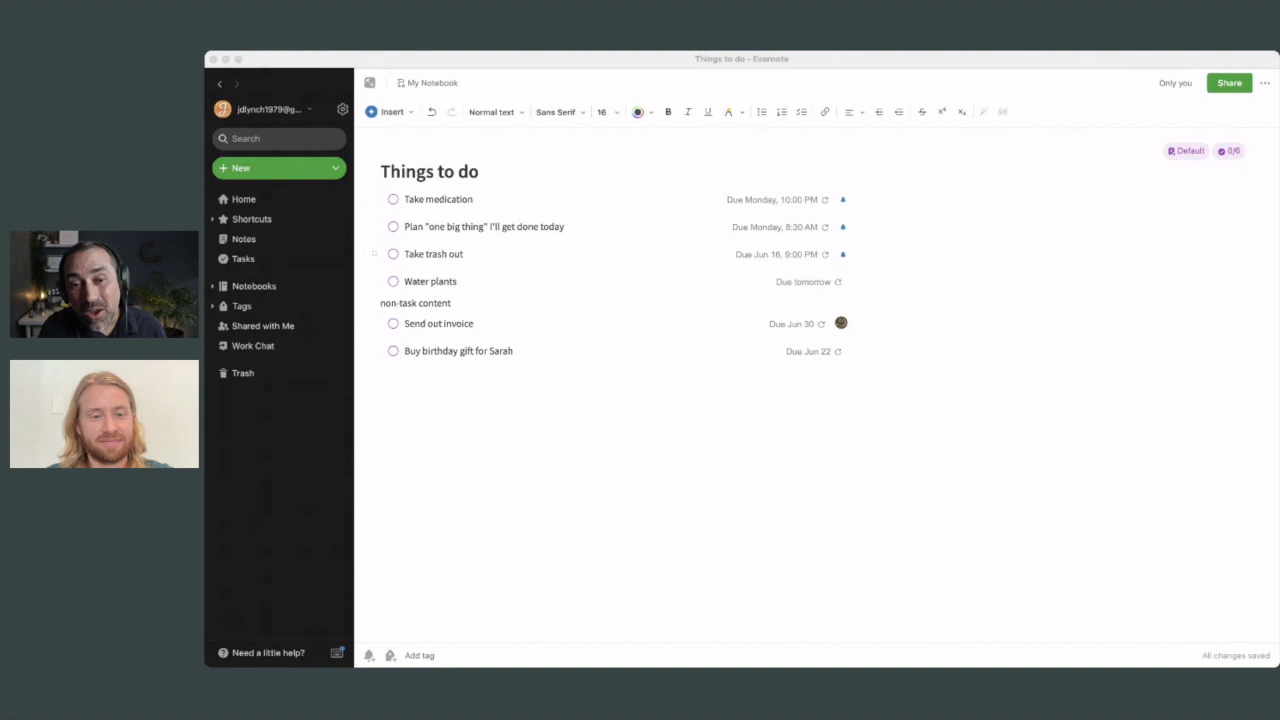 Things to do - Evernote
My Notebook
Only you
Share
jdlynch1979@g...
Insert
Normal text
Sans Serif
16
B
I
U
A
Search
New
Default
0/6
Things to do
Home
Shortcuts
Notes
Tasks
Notebooks
Tags
Shared with Me
Work Chat
Trash
Take medication
Due Monday, 10:00 PM
Plan "one big thing" I'll get done today
Due Monday, 8:30 AM
Take trash out
Due Jun 16, 9:00 PM
Water plants
Due tomorrow
non-task content
Send out invoice
Due Jun 30
Buy birthday gift for Sarah
Due Jun 22
Need a little help?
Add tag
All changes saved